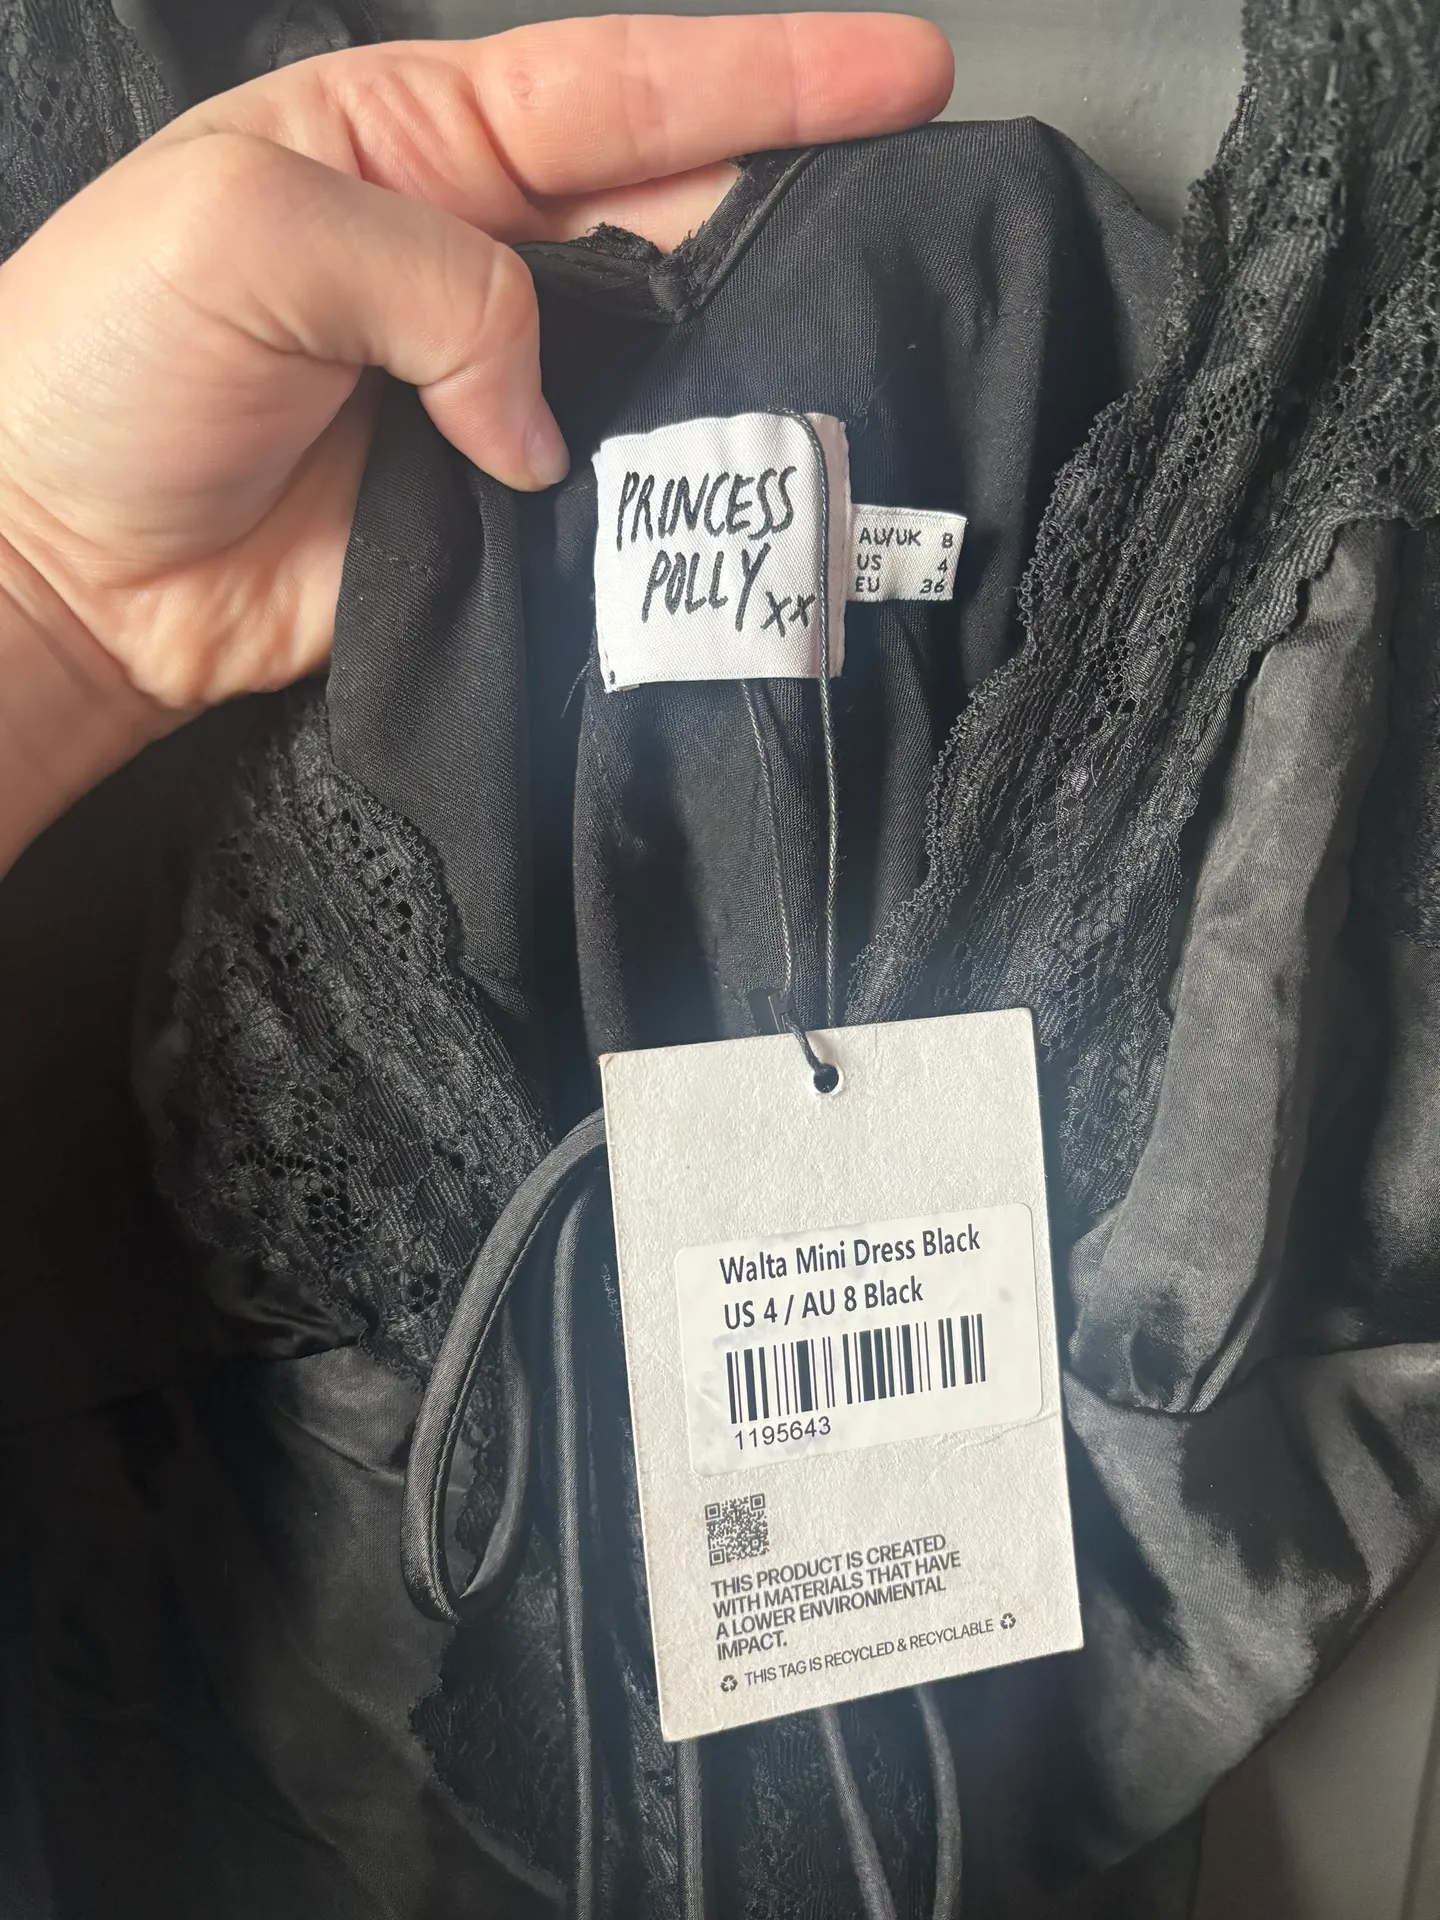 PRINCESS
POLLY xx
AU/UK 8
US 4
EU 36
Walta Mini Dress Black
US 4 / AU 8 Black
1195643
THIS PRODUCT IS CREATED
WITH MATERIALS THAT HAVE
A LOWER ENVIRONMENTAL
IMPACT.
THIS TAG IS RECYCLED & RECYCLABLE